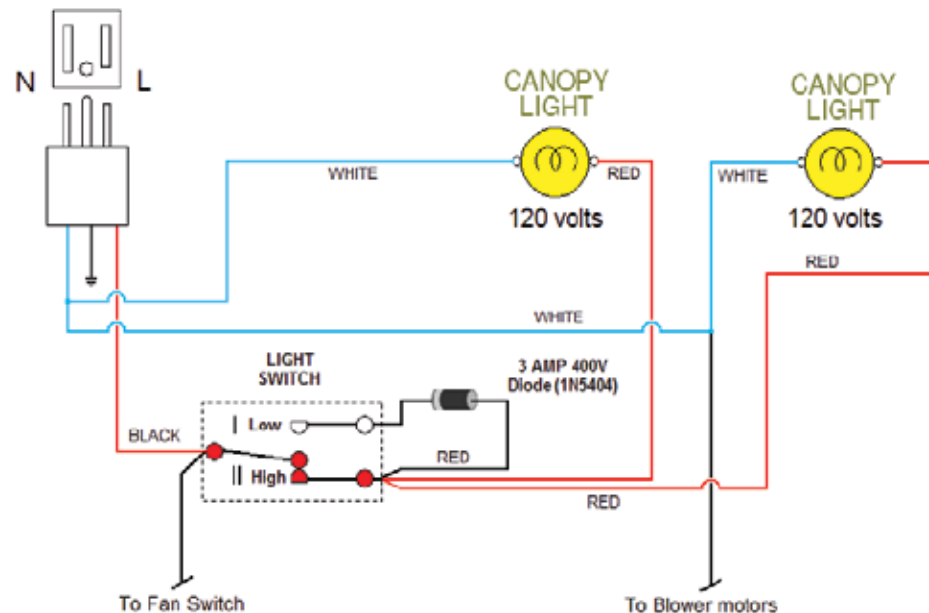 N
L
CANOPY
LIGHT
120 volts
CANOPY
LIGHT
120 volts
WHITE
RED
WHITE
RED
WHITE
LIGHT
SWITCH
3 AMP 400V
Diode (1N5404)
BLACK
| Low
|| High
RED
RED
To Fan Switch
To Blower motors